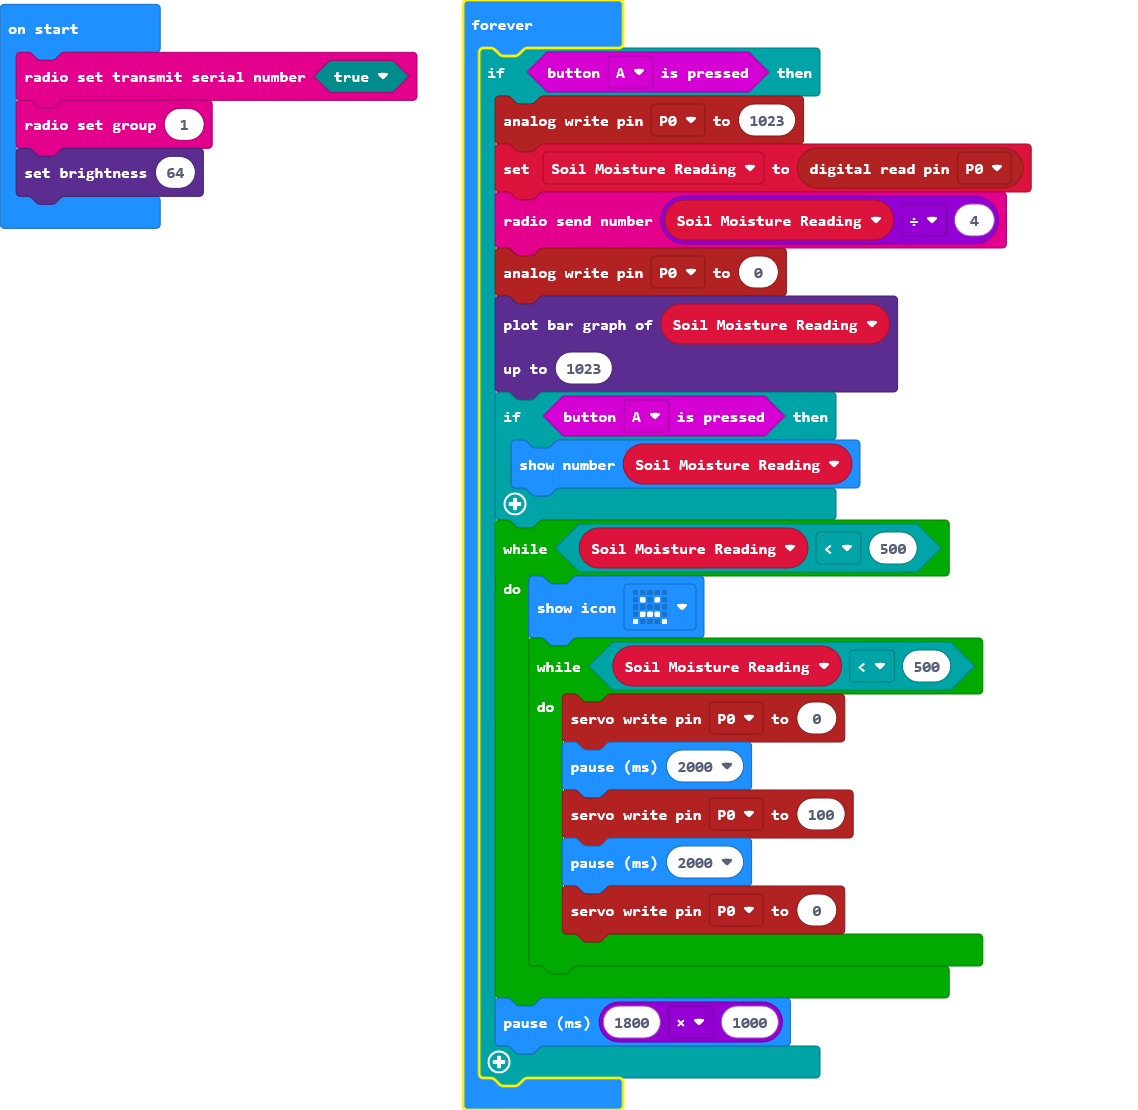 on start
radio set transmit serial number true
radio set group 1
set brightness 64
forever
if button A is pressed then
analog write pin P0 to 1023
set Soil Moisture Reading to digital read pin P0
radio send number Soil Moisture Reading ÷ 4
analog write pin P0 to 0
plot bar graph of Soil Moisture Reading
up to 1023
if button A is pressed then
show number Soil Moisture Reading
while Soil Moisture Reading < 500
do
show icon
while Soil Moisture Reading < 500
do
servo write pin P0 to 0
pause (ms) 2000
servo write pin P0 to 100
pause (ms) 2000
servo write pin P0 to 0
pause (ms) 1800 × 1000